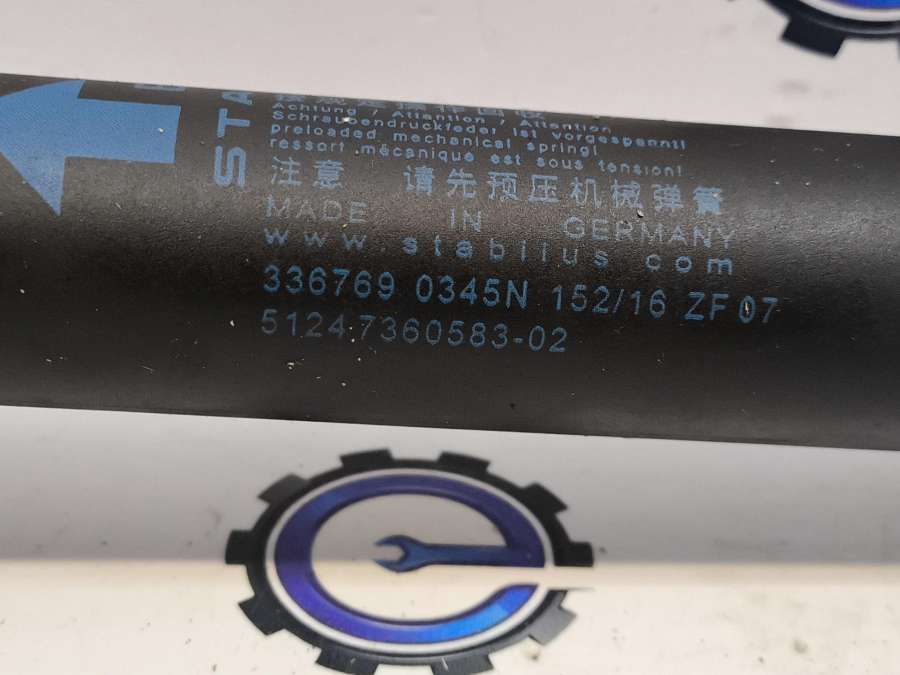 STA
Achtung / Attention / Attention
Schraubendruckfeder ist vorgespannt!
preloaded mechanical spring!
ressort mécanique est sous tension!
注意 请先预压机械弹簧
MADE IN GERMANY
www.stabilus com
336769 0345N 152/16 ZF07
51247360583-02